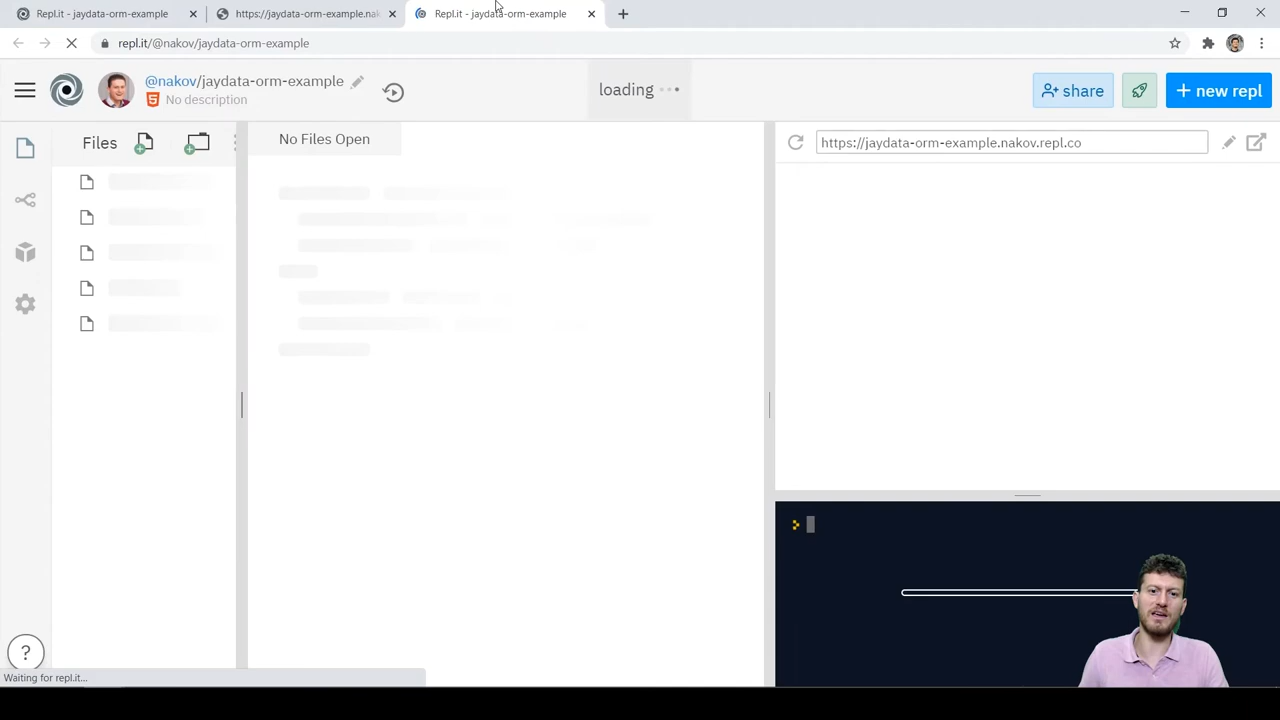 Repl.it - jaydata-orm-example
https://jaydata-orm-example.nak
Repl.it - jaydata-orm-example
repl.it/@nakov/jaydata-orm-example
@nakov/jaydata-orm-example
No description
loading
share
+ new repl
Files
No Files Open
https://jaydata-orm-example.nakov.repl.co
?
Waiting for repl.it...